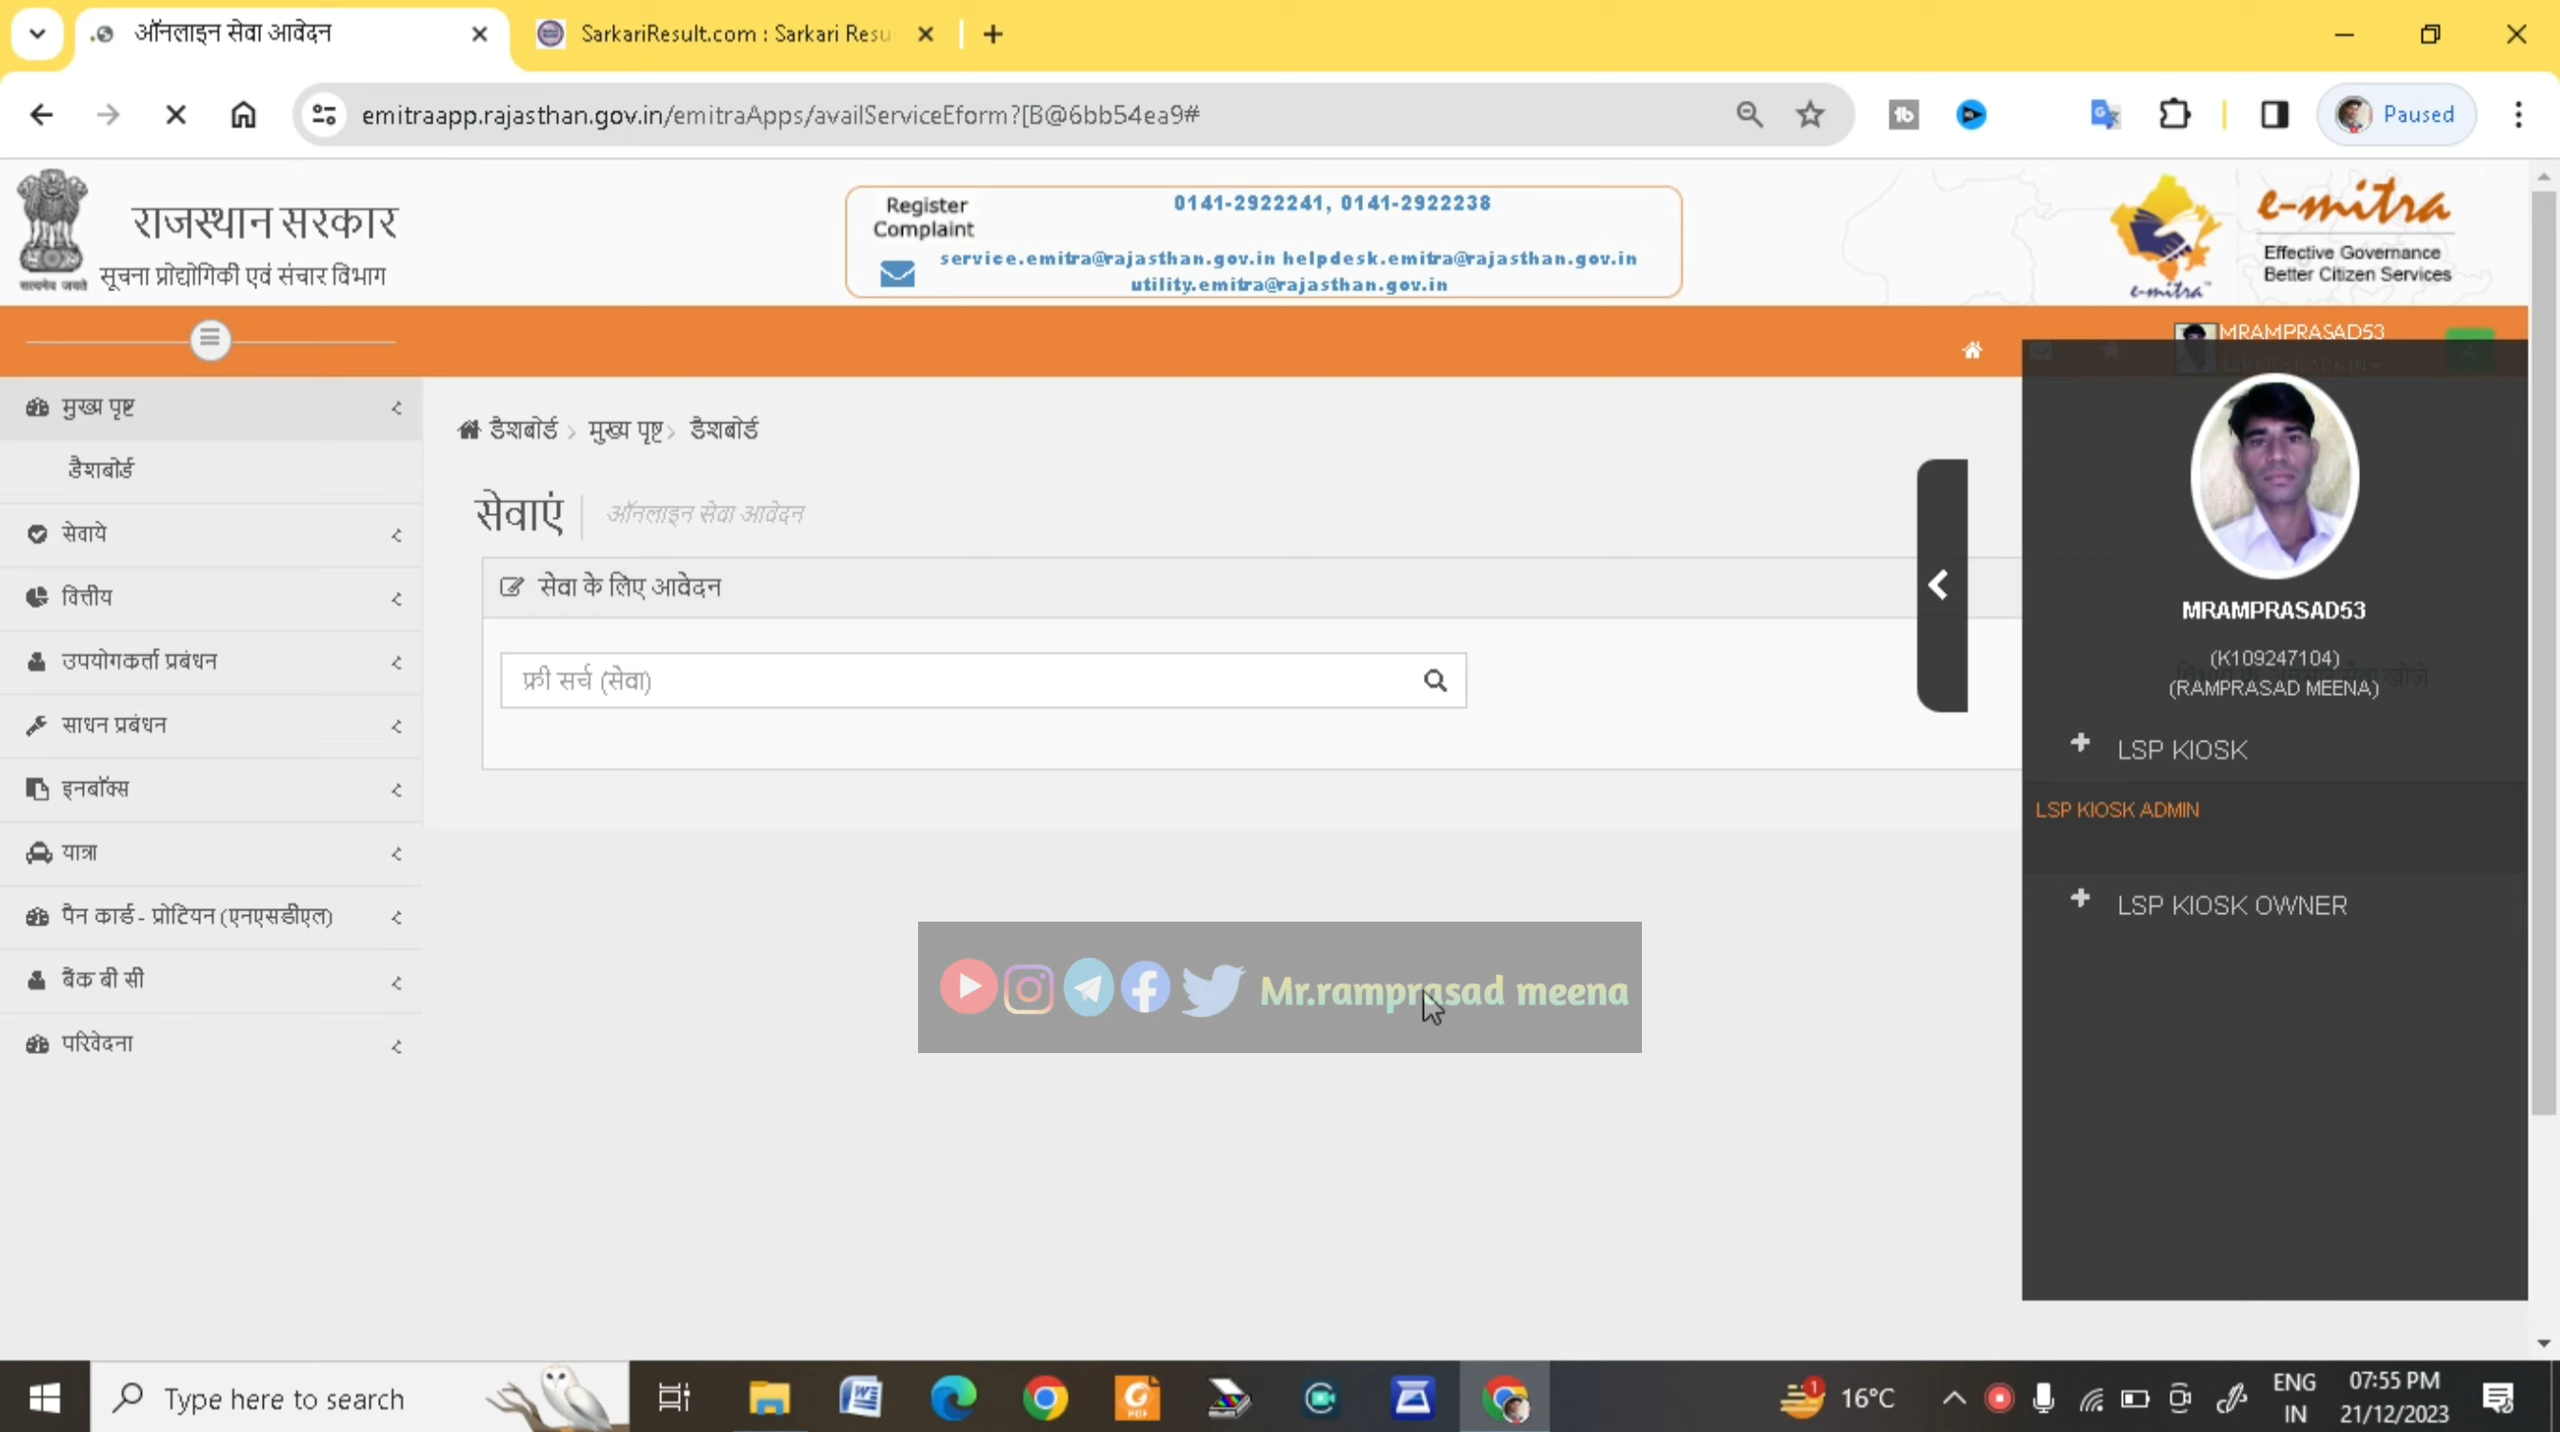 ऑनलाइन सेवा आवेदन
SarkariResult.com : Sarkari Resu
emitraapp.rajasthan.gov.in/emitraApps/availServiceEform?[B@6bb54ea9#
Paused
सत्यमेव जयते
राजस्थान सरकार
सूचना प्रोद्योगिकी एवं संचार विभाग
Register
Complaint
0141-2922241, 0141-2922238
service.emitra@rajasthan.gov.in helpdesk.emitra@rajasthan.gov.in
utility.emitra@rajasthan.gov.in
e-mitra
e-mitra
Effective Governance
Better Citizen Services
MRAMPRASAD53
मुख्य पृष्ट
डैशबोर्ड
सेवाये
वित्तीय
उपयोगकर्ता प्रबंधन
साधन प्रबंधन
इनबॉक्स
यात्रा
पैन कार्ड - प्रोटियन (एनएसडीएल)
बैंक बी सी
परिवेदना
डैशबोर्ड > मुख्य पृष्ट > डैशबोर्ड
सेवाएं
ऑनलाइन सेवा आवेदन
सेवा के लिए आवेदन
फ्री सर्च (सेवा)
MRAMPRASAD53
(K109247104)
(RAMPRASAD MEENA)
LSP KIOSK
LSP KIOSK ADMIN
LSP KIOSK OWNER
Mr.ramprasad meena
Type here to search
1
16°C
ENG
IN
07:55 PM
21/12/2023